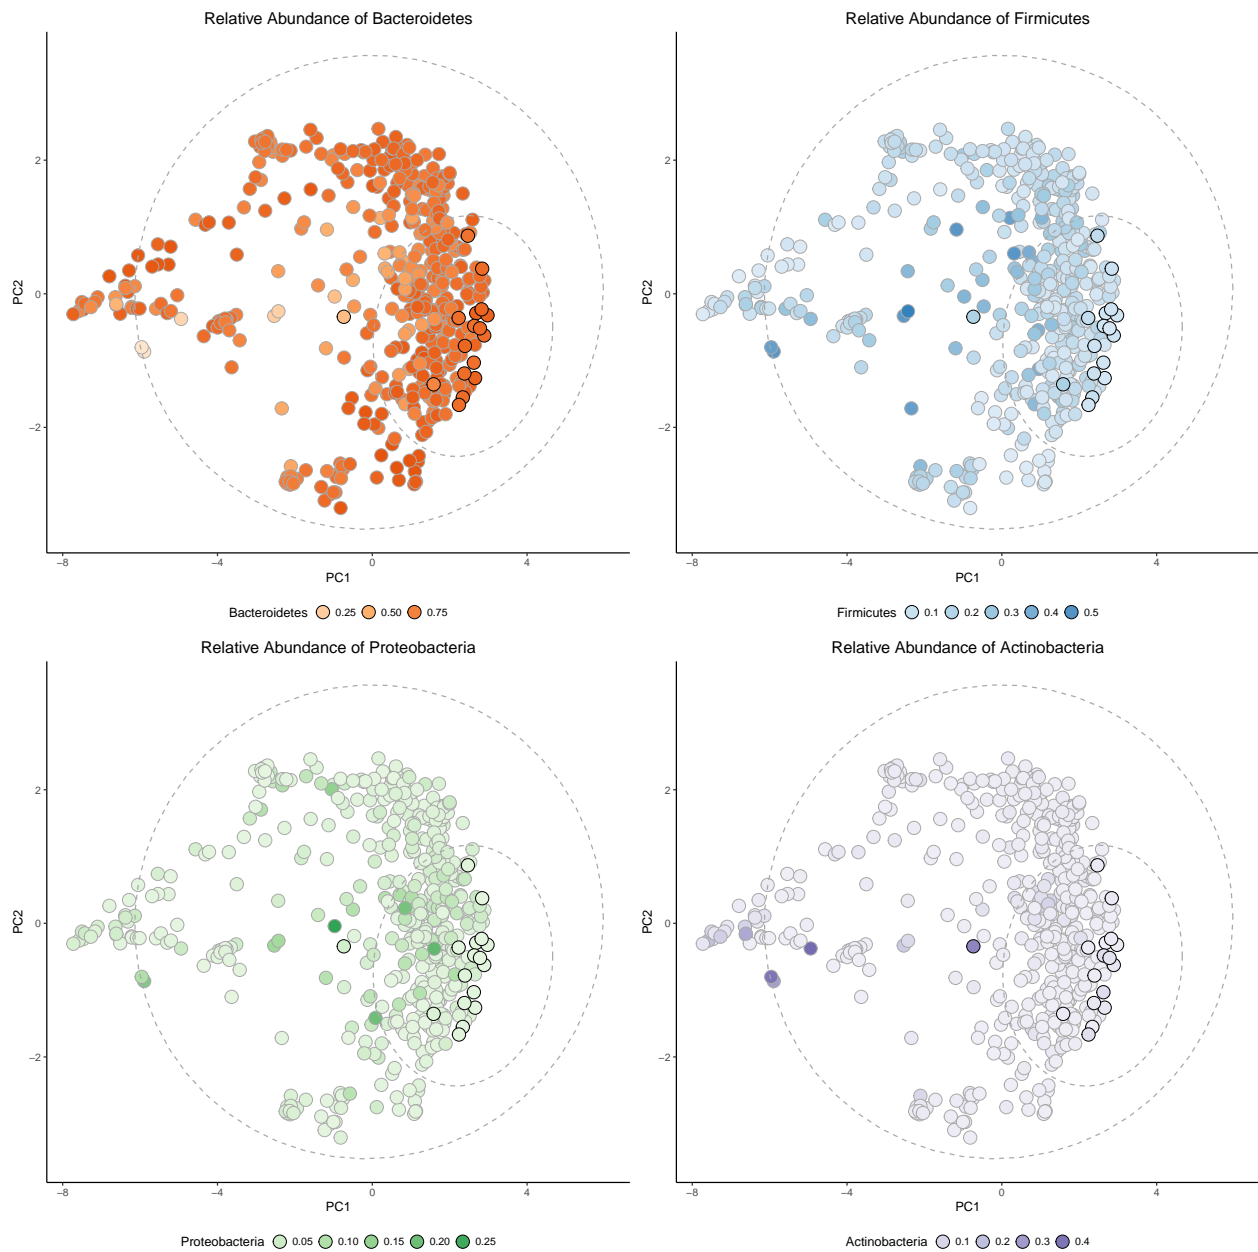 Relative Abundance of Bacteroidetes
2
0
−2
PC2
−8 −4 0 4
PC1
Bacteroidetes 0.25 0.50 0.75
Relative Abundance of Firmicutes
2
0
−2
PC2
−8 −4 0 4
PC1
Firmicutes 0.1 0.2 0.3 0.4 0.5
Relative Abundance of Proteobacteria
2
0
−2
PC2
−8 −4 0 4
PC1
Proteobacteria 0.05 0.10 0.15 0.20 0.25
Relative Abundance of Actinobacteria
2
0
−2
PC2
−8 −4 0 4
PC1
Actinobacteria 0.1 0.2 0.3 0.4